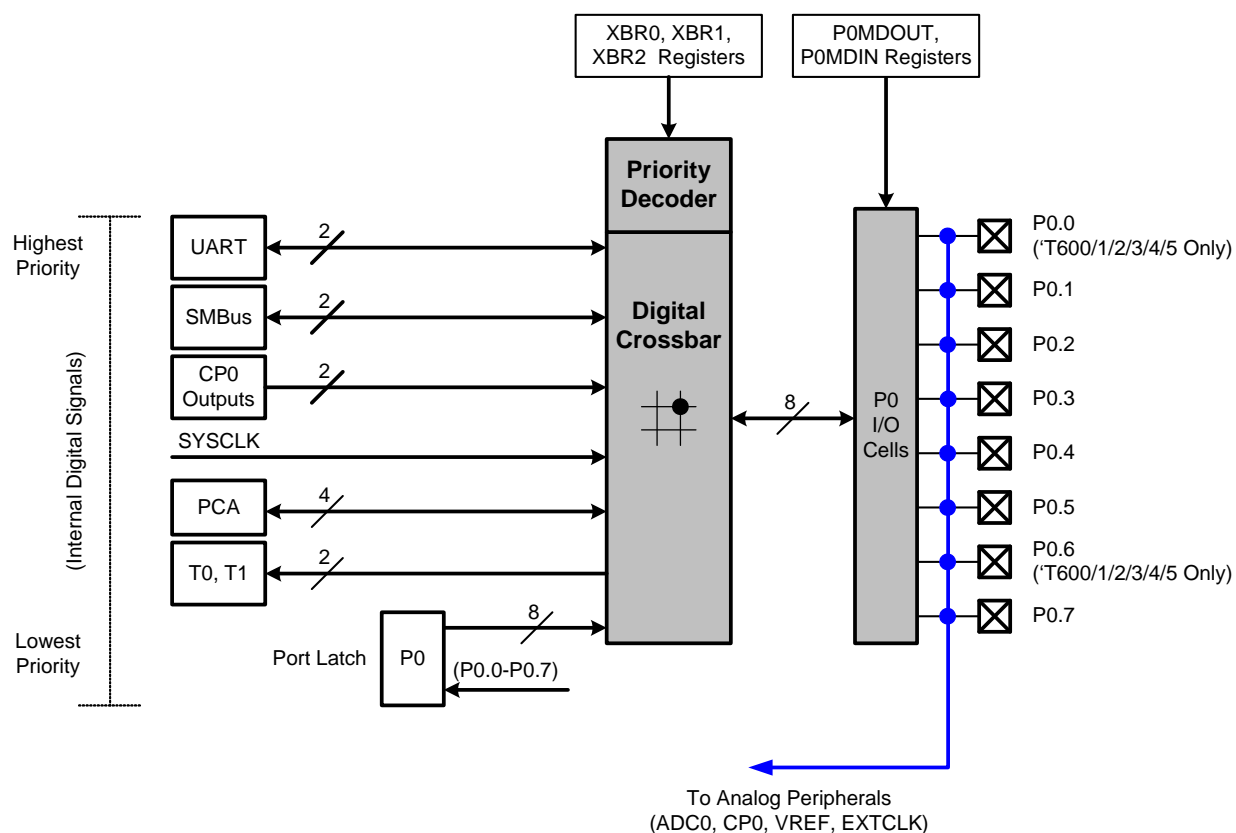 XBR0, XBR1,
XBR2 Registers
P0MDOUT,
P0MDIN Registers
Priority
Decoder
Highest
Priority
UART
2
P0.0
(‘T600/1/2/3/4/5 Only)
SMBus
2
Digital
Crossbar
P0.1
P0.2
CP0
Outputs
2
P0.3
(Internal Digital Signals)
SYSCLK
8
P0
I/O
Cells
P0.4
PCA
4
P0.5
T0, T1
2
P0.6
(‘T600/1/2/3/4/5 Only)
Lowest
Priority
Port Latch
P0
8
(P0.0-P0.7)
P0.7
To Analog Peripherals
(ADC0, CP0, VREF, EXTCLK)